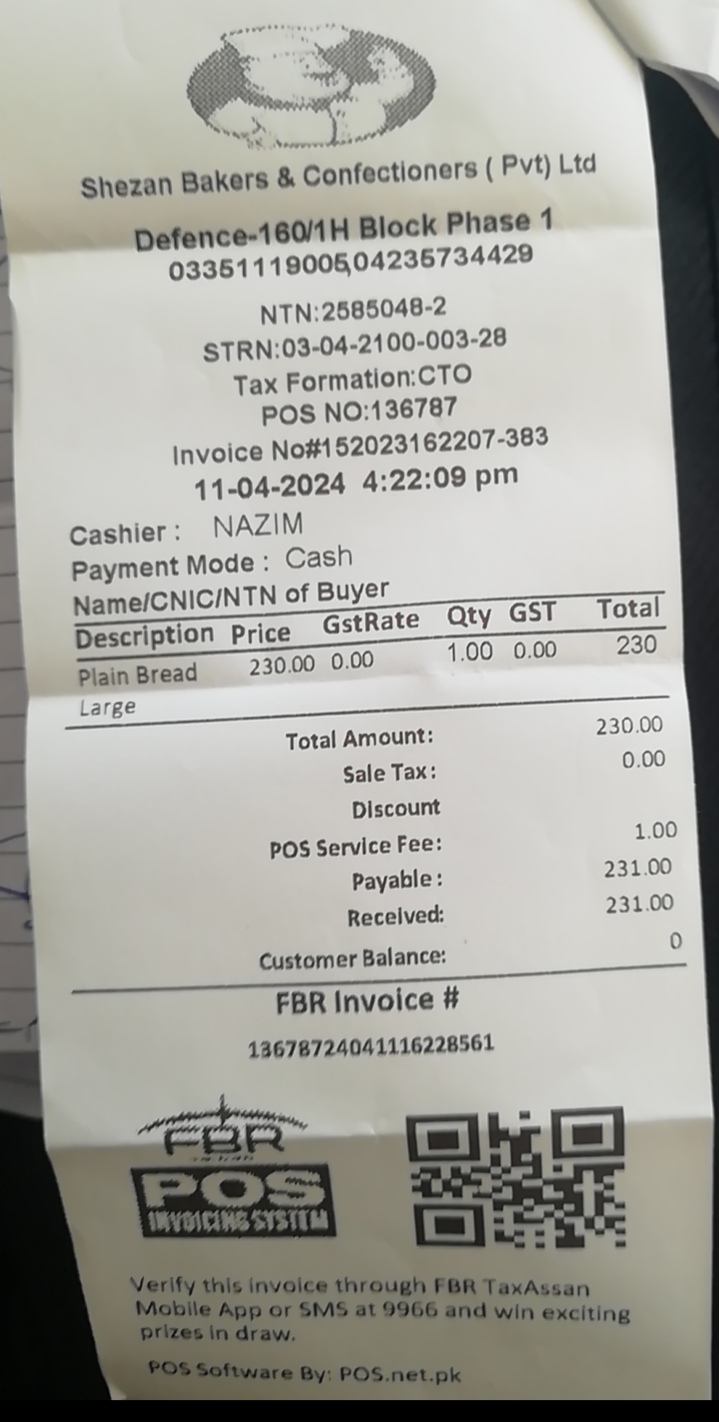 Shezan Bakers & Confectioners ( Pvt) Ltd
Defence-160/1H Block Phase 1
03351119005,04235734429
NTN:2585048-2
STRN:03-04-2100-003-28
Tax Formation:CTO
POS NO:136787
Invoice No#152023162207-383
11-04-2024 4:22:09 pm
Cashier : NAZIM
Payment Mode : Cash
Name/CNIC/NTN of Buyer
Description Price GstRate Qty GST Total
Plain Bread 230.00 0.00 1.00 0.00 230
Large
Total Amount: 230.00
Sale Tax: 0.00
Discount
POS Service Fee: 1.00
Payable: 231.00
Received: 231.00
Customer Balance: 0
FBR Invoice #
13678724041116228561
FBR
POS
INVOICING SYSTEM
Verify this invoice through FBR TaxAssan
Mobile App or SMS at 9966 and win exciting
prizes in draw.
POS Software By: POS.net.pk